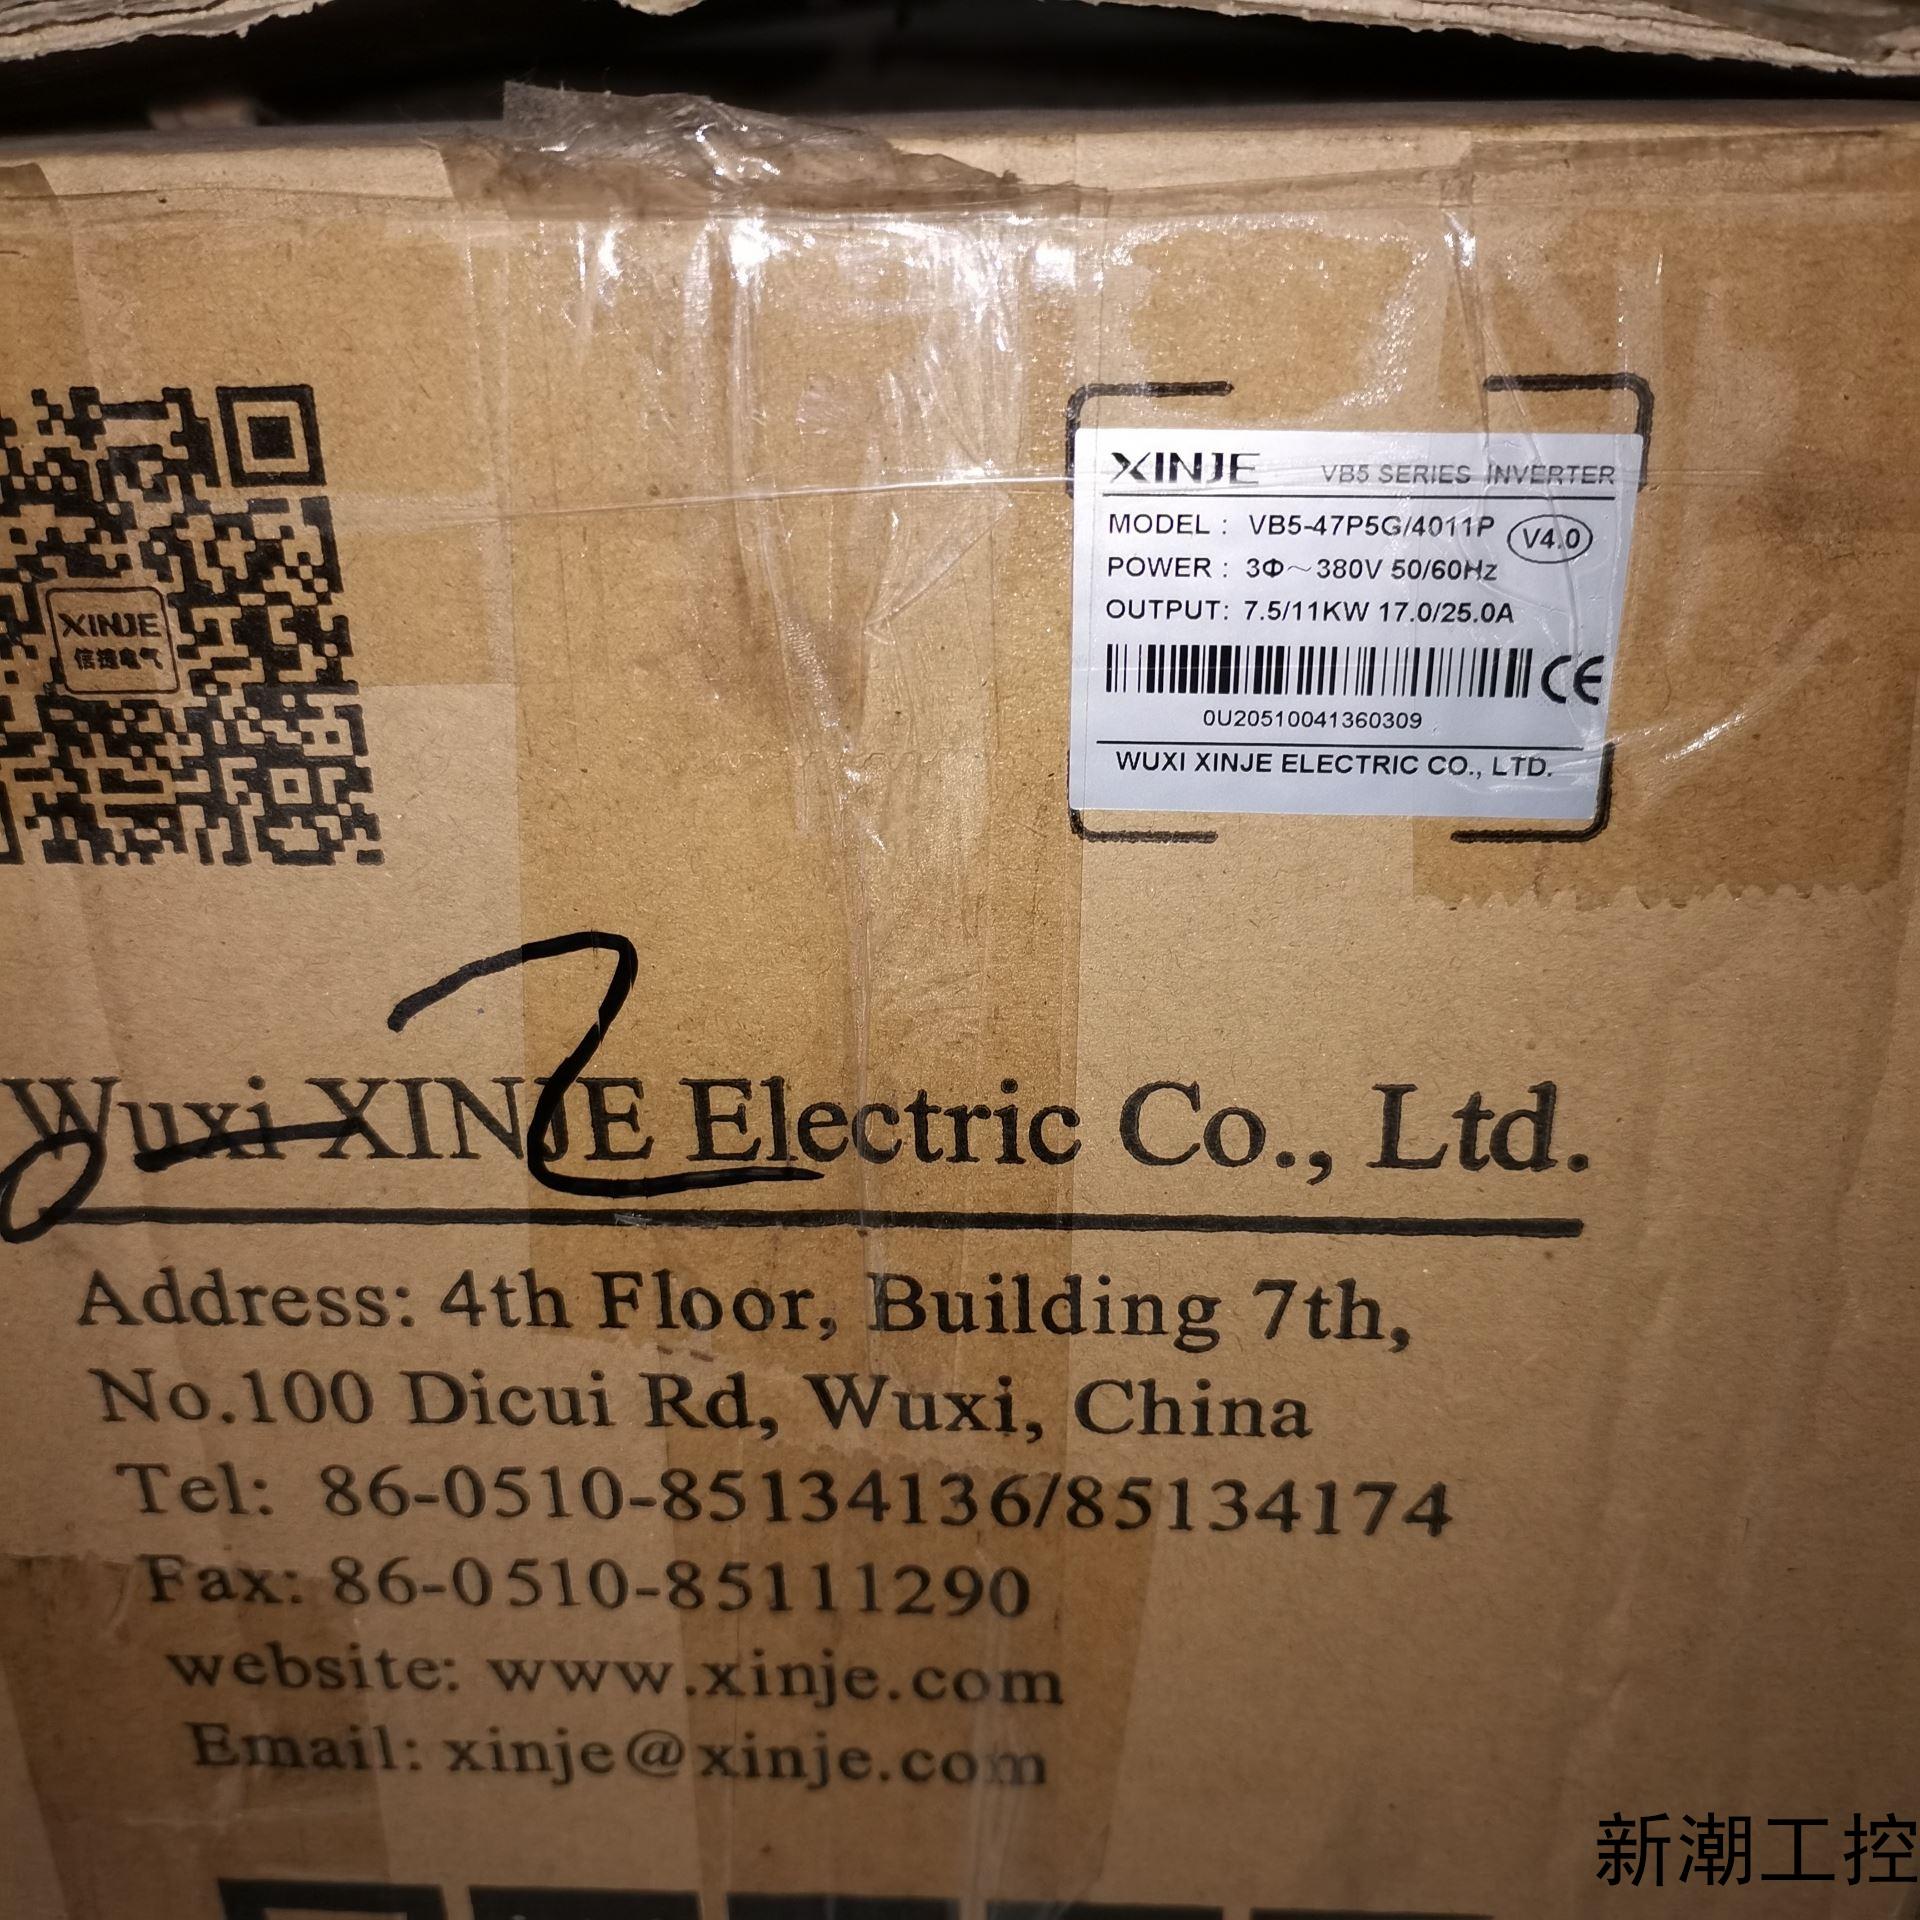 XINJE
信捷电气
XINJE VB5 SERIES INVERTER
MODEL : VB5-47P5G/4011P V4.0
POWER : 3Φ～380V 50/60Hz
OUTPUT: 7.5/11KW 17.0/25.0A
CE
0U20510041360309
WUXI XINJE ELECTRIC CO., LTD.
Wuxi XINJE Electric Co., Ltd.
Address: 4th Floor, Building 7th,
No.100 Dicui Rd, Wuxi, China
Tel: 86-0510-85134136/85134174
Fax: 86-0510-85111290
website: www.xinje.com
Email: xinje@xinje.com
新潮工控